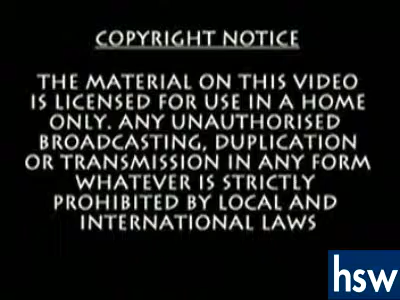 COPYRIGHT NOTICE
THE MATERIAL ON THIS VIDEO
IS LICENSED FOR USE IN A HOME
ONLY. ANY UNAUTHORISED
BROADCASTING, DUPLICATION
OR TRANSMISSION IN ANY FORM
WHATEVER IS STRICTLY
PROHIBITED BY LOCAL AND
INTERNATIONAL LAWS
hsw